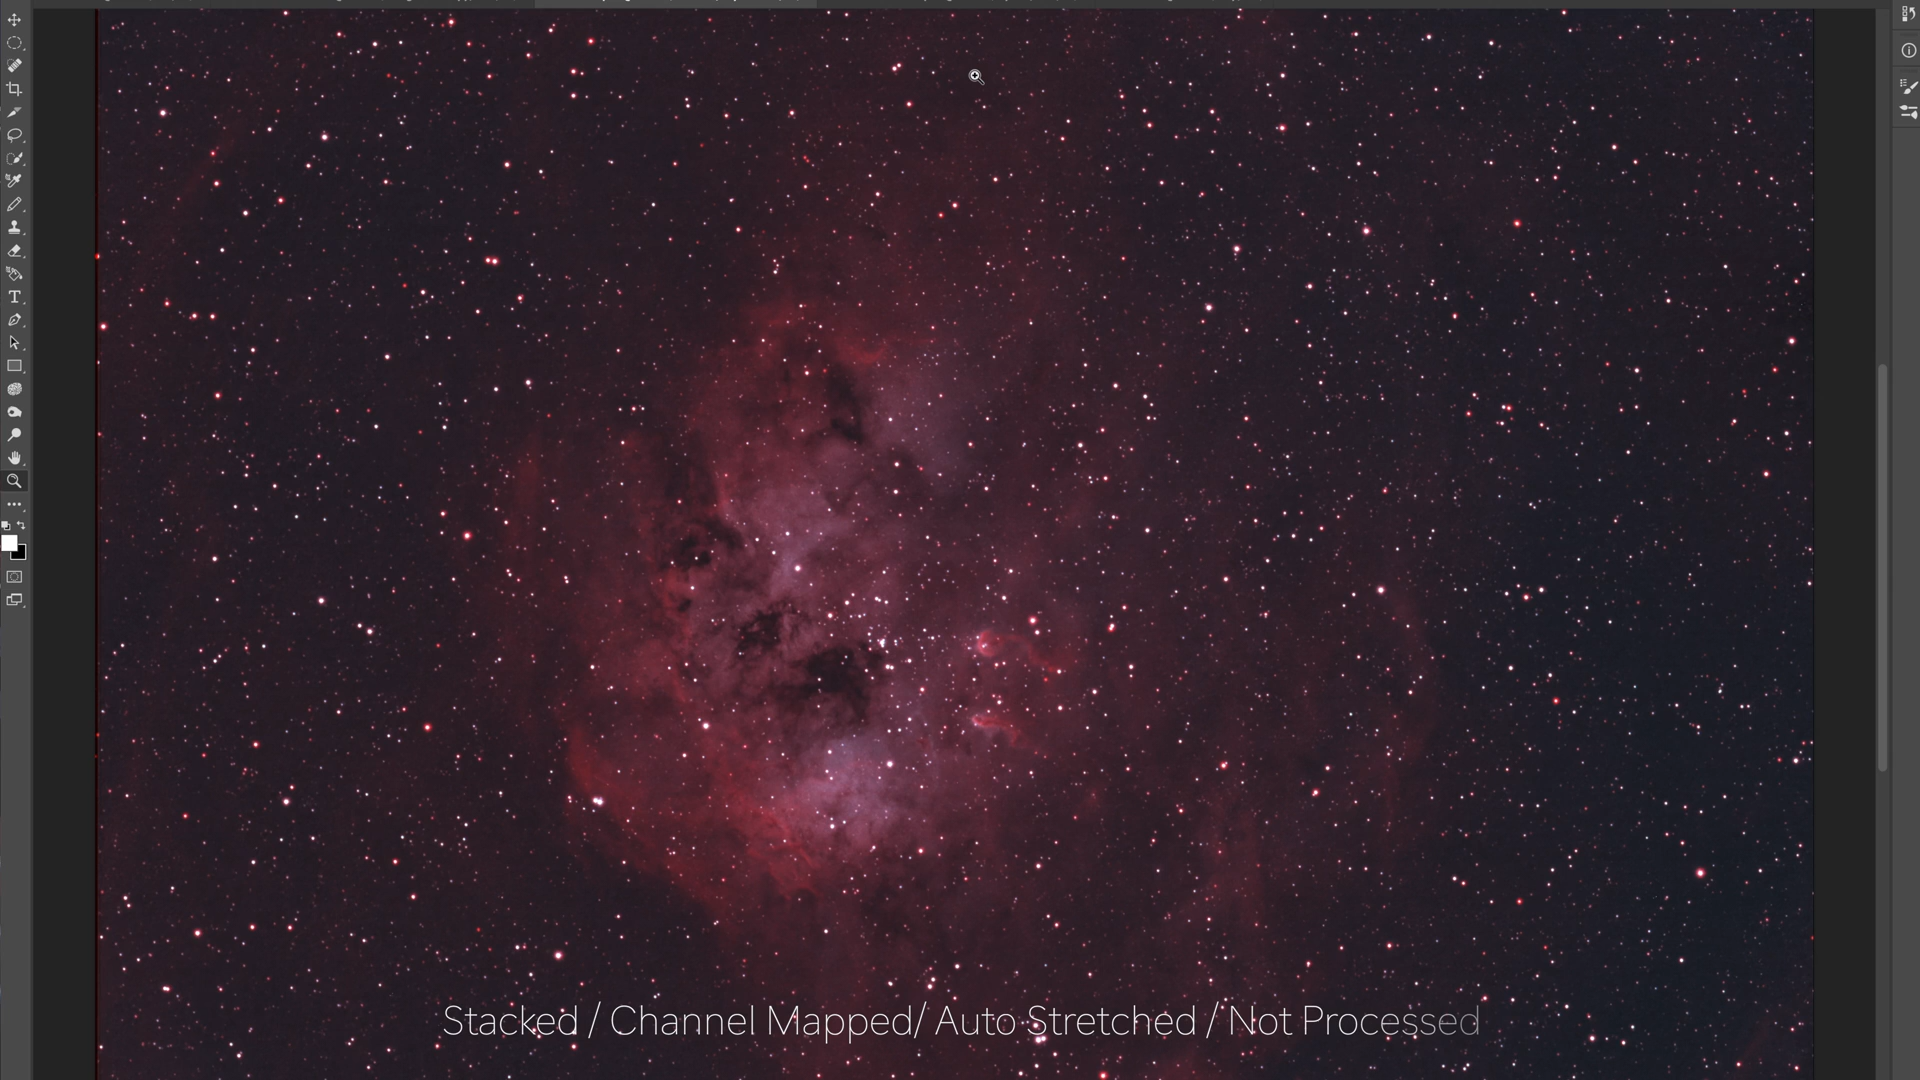 Stacked / Channel Mapped/ Auto Stretched / Not Processed